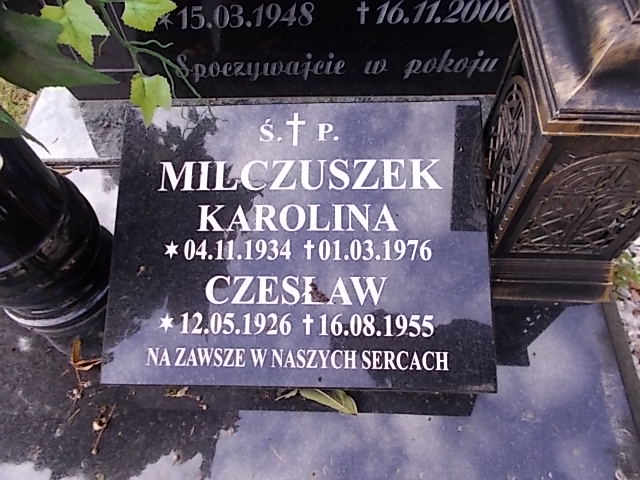 ✶15.03.1948 ✝16.11.2006
Spoczywajcie w pokoju
Ś.✝P.
MILCZUSZEK
KAROLINA
✶04.11.1934 ✝01.03.1976
CZESŁAW
✶12.05.1926 ✝16.08.1955
NA ZAWSZE W NASZYCH SERCACH